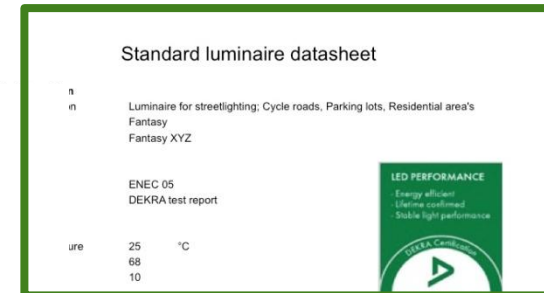 Standard luminaire datasheet
n
on Luminaire for streetlighting; Cycle roads, Parking lots, Residential area's
Fantasy
Fantasy XYZ
ENEC 05
DEKRA test report
ure 25 °C
68
10
LED PERFORMANCE
- Energy efficient
- Lifetime confirmed
- Stable light performance
DEKRA Certification